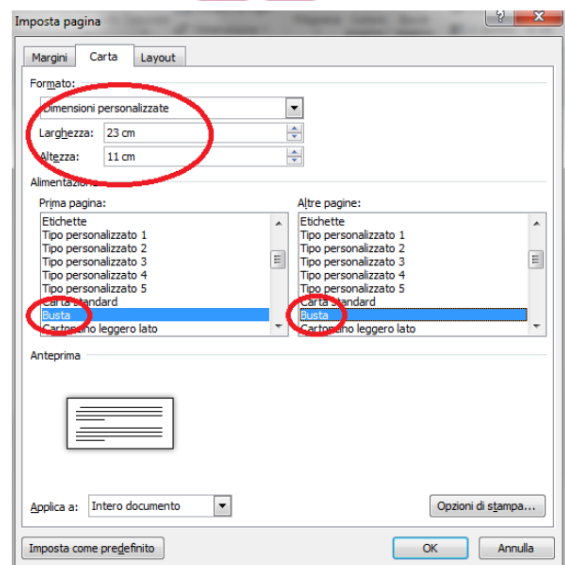 Imposta pagina
Margini Carta Layout
Formato:
Dimensioni personalizzate
Larghezza: 23 cm
Altezza: 11 cm
Alimentazione
Prima pagina:
Etichette
Tipo personalizzato 1
Tipo personalizzato 2
Tipo personalizzato 3
Tipo personalizzato 4
Tipo personalizzato 5
Carta standard
Busta
Cartoncino leggero lato
Altre pagine:
Etichette
Tipo personalizzato 1
Tipo personalizzato 2
Tipo personalizzato 3
Tipo personalizzato 4
Tipo personalizzato 5
Carta standard
Busta
Cartoncino leggero lato
Anteprima
Applica a: Intero documento
Opzioni di stampa...
Imposta come predefinito
OK Annulla